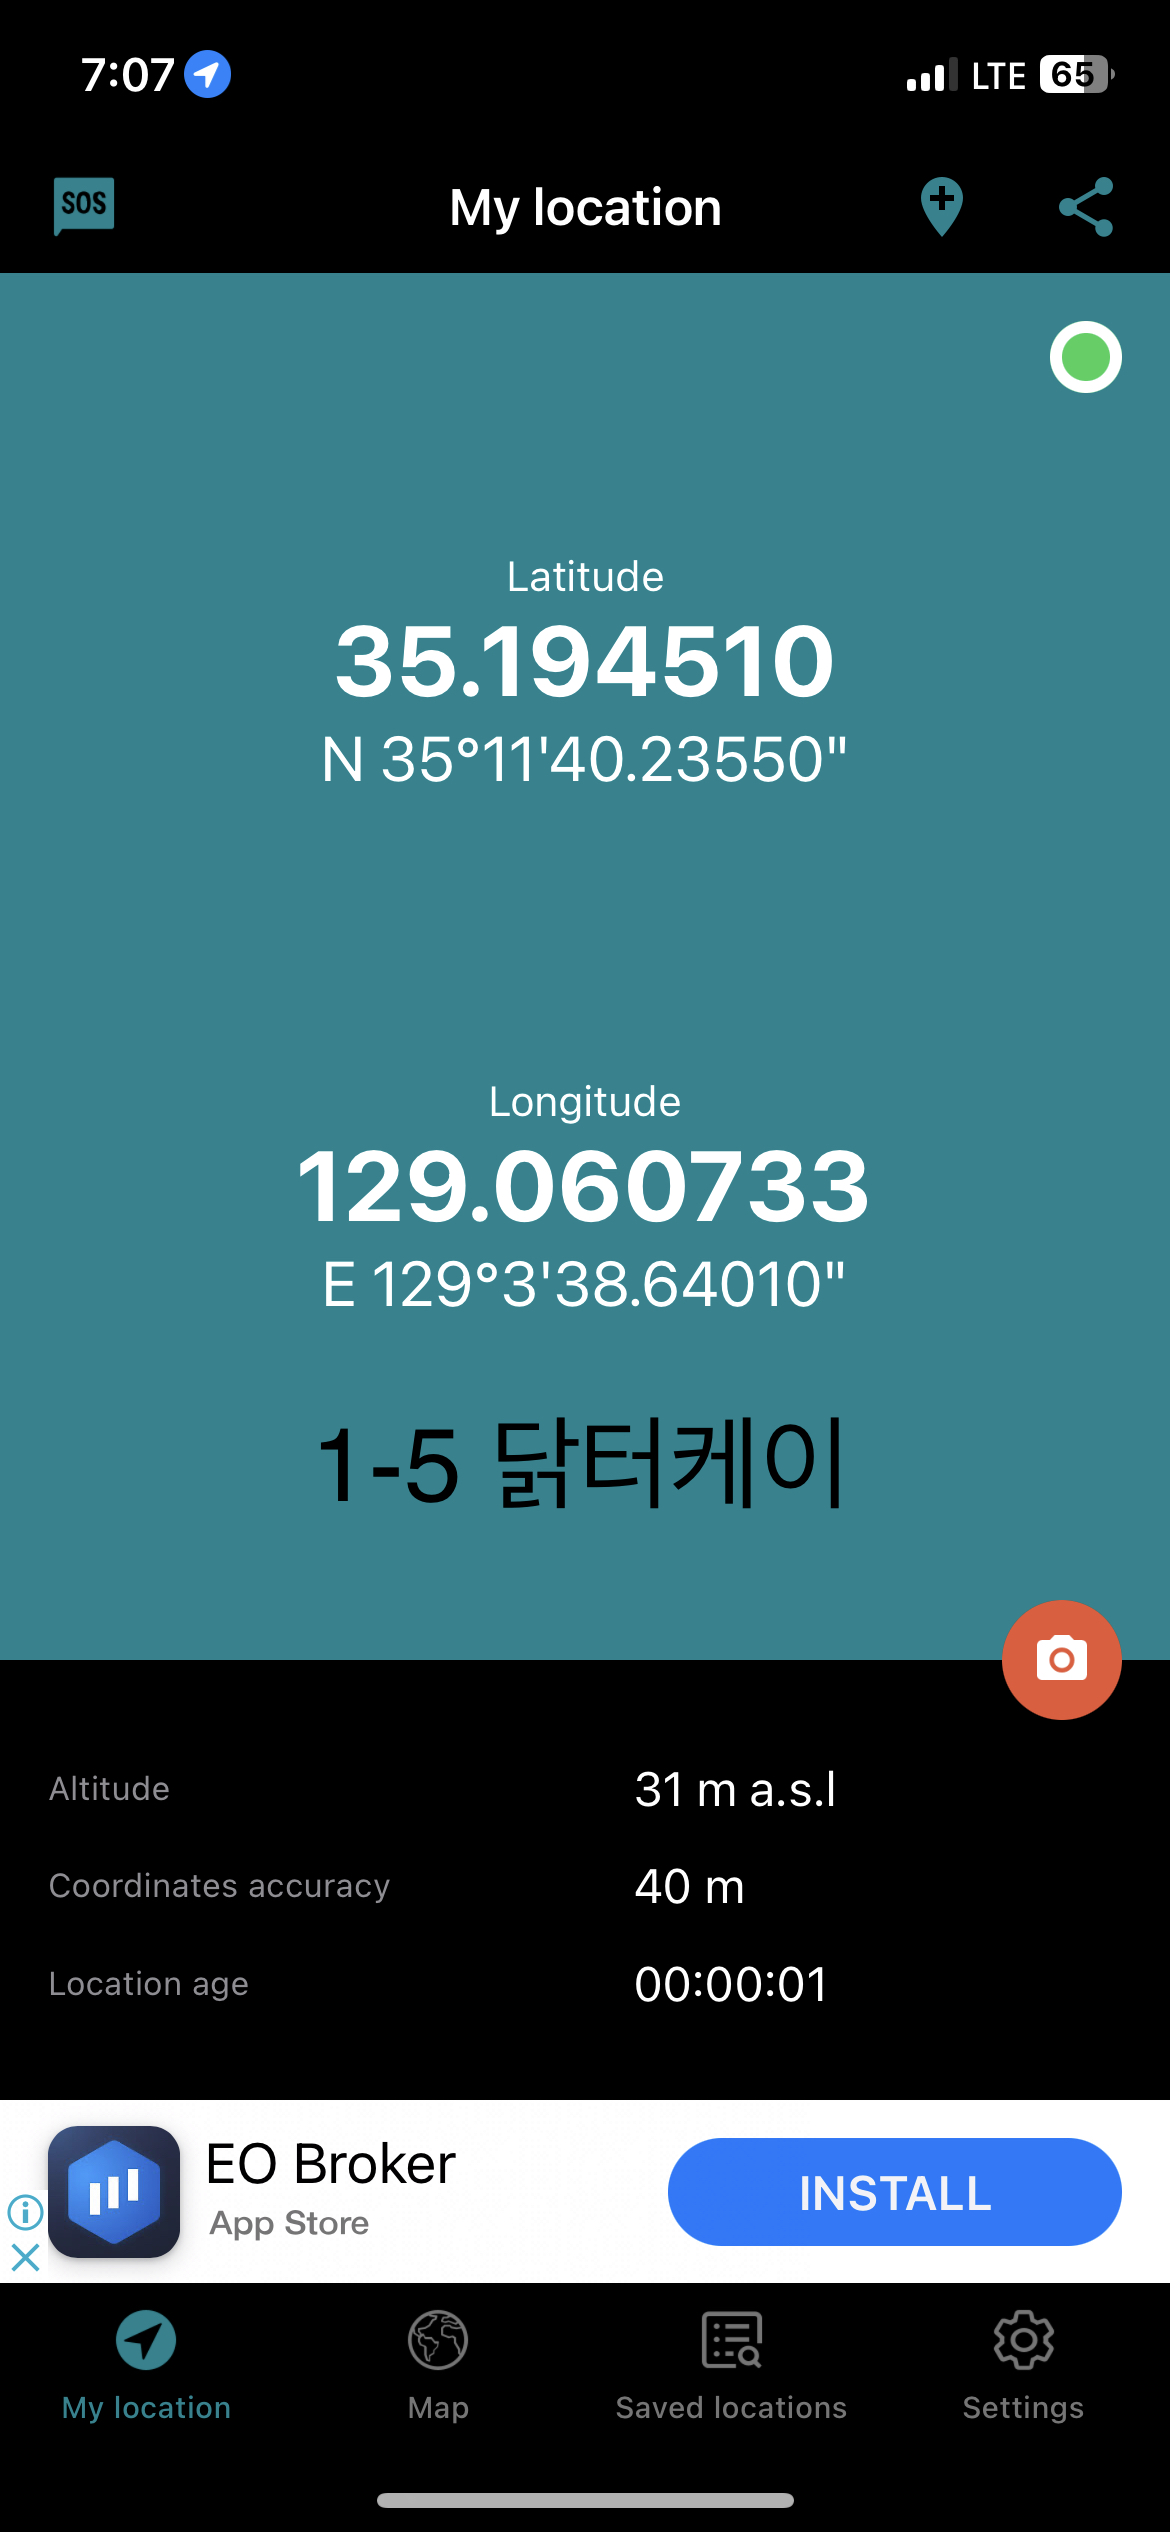 7:07 LTE 65
SOS My location
Latitude
35.194510
N 35°11'40.23550"
Longitude
129.060733
E 129°3'38.64010"
1-5 닭터케이
Altitude 31 m a.s.l
Coordinates accuracy 40 m
Location age 00:00:01
EO Broker
App Store
INSTALL
My location Map Saved locations Settings